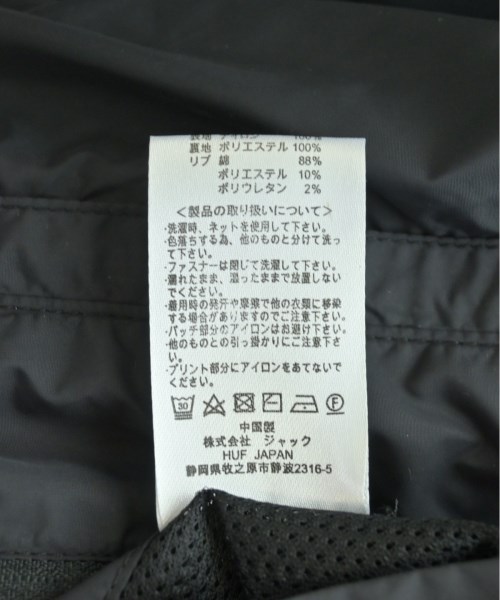 表地 ナイロン 100%
裏地 ポリエステル 100%
リブ 綿 88%
ポリエステル 10%
ポリウレタン 2%
＜製品の取り扱いについて＞
・洗濯時、ネットを使用して下さい。
・色落ちする為、他のものと分けて洗っ
て下さい。
・ファスナーは閉じて洗濯して下さい。
・濡れたまま、湿ったままで放置しない
でください。
・着用時の発汗や摩擦で他の衣類に移染
する場合がありますのでご注意下さい。
・パッチ部分のアイロンはお避け下さい。
・他のものとの引っ掛かりにご注意下さ
い。
・プリント部分にアイロンをあてないで
ください。
30 F
中国製
株式会社 ジャック
HUF JAPAN
静岡県牧之原市静波2316-5